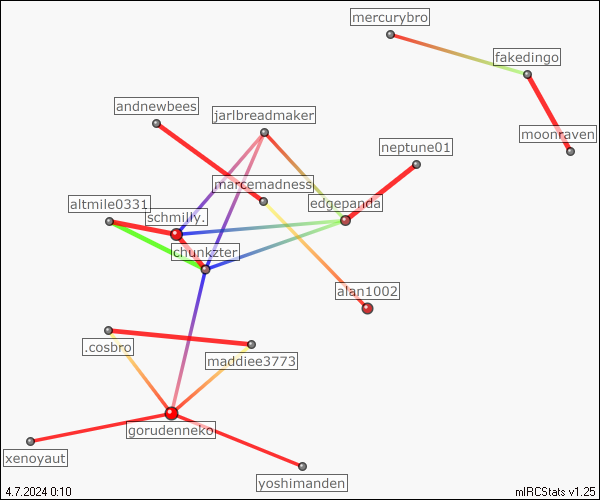 mercurybro
fakedingo
andnewbees
jarlbreadmaker
moonraven
neptune01
marcemadness
altmile0331
edgepanda
schmilly.
chunkzter
alan1002
.cosbro
maddiee3773
gorudenneko
xenoyaut
yoshimanden
4.7.2024 0:10
mIRCStats v1.25